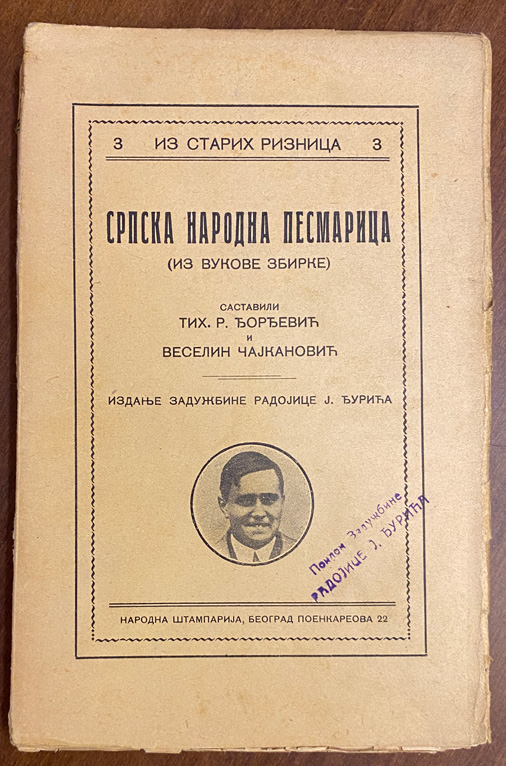 3 ИЗ СТАРИХ РИЗНИЦА 3
СРПСКА НАРОДНА ПЕСМАРИЦА
(ИЗ ВУКОВЕ ЗБИРКЕ)
САСТАВИЛИ
ТИХ. Р. ЂОРЂЕВИЋ
И
ВЕСЕЛИН ЧАЈКАНОВИЋ
ИЗДАЊЕ ЗАДУЖБИНЕ РАДОЈИЦЕ Ј. ЂУРИЋА
Поклон Задужбине
РАДОЈИЦЕ Ј. ЂУРИЋА
НАРОДНА ШТАМПАРИЈА, БЕОГРАД ПОЕНКАРЕОВА 22